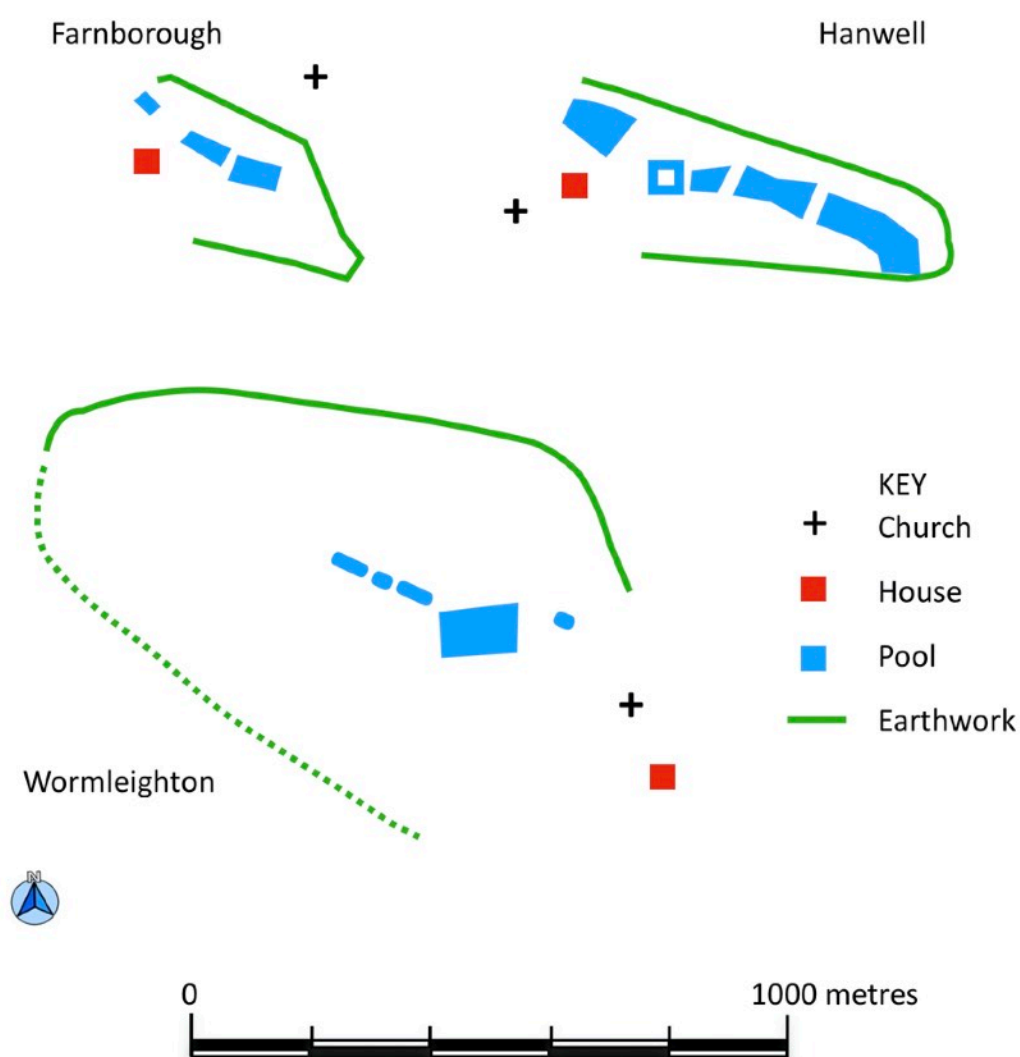 Farnborough
Hanwell
KEY
Church
House
Pool
Earthwork
Wormleighton
N
0
1000 metres